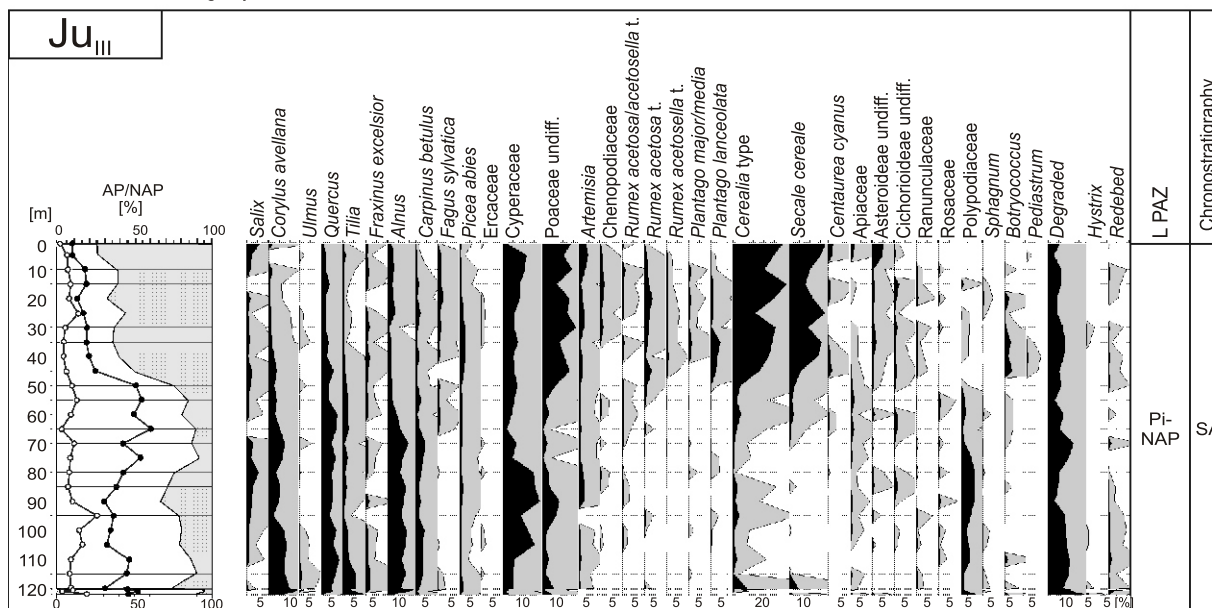 Ju III
AP/NAP
[%]
[m]
0 50 100
Salix
Corylus avellana
Ulmus
Quercus
Tilia
Fraxinus excelsior
Alnus
Carpinus betulus
Fagus sylvatica
Picea abies
Ercaceae
Cyperaceae
Poaceae undiff.
Artemisia
Chenopodiaceae
Rumex acetosa/acetosella t.
Rumex acetosa t.
Rumex acetosella t.
Plantago major/media
Plantago lanceolata
Cerealia type
Secale cereale
Centaurea cyanus
Apiaceae
Asteroideae undiff.
Cichorioideae undiff.
Ranunculaceae
Rosaceae
Polypodiaceae
Sphagnum
Botryococcus
Pediastrum
Degraded
Hystrix
Redebed
L PAZ
Chronostratigraphy
0
10
20
30
40
50
60
70
80
90
100
110
120
Pi-
NAP
SA
0 50 100
5 10 5 5 5 5 10 5 5 5 5 10 10 5 5 5 5 5 5 5 20 10 5 5 5 5 5 5 5 5 5 5 10 5 5 [%]